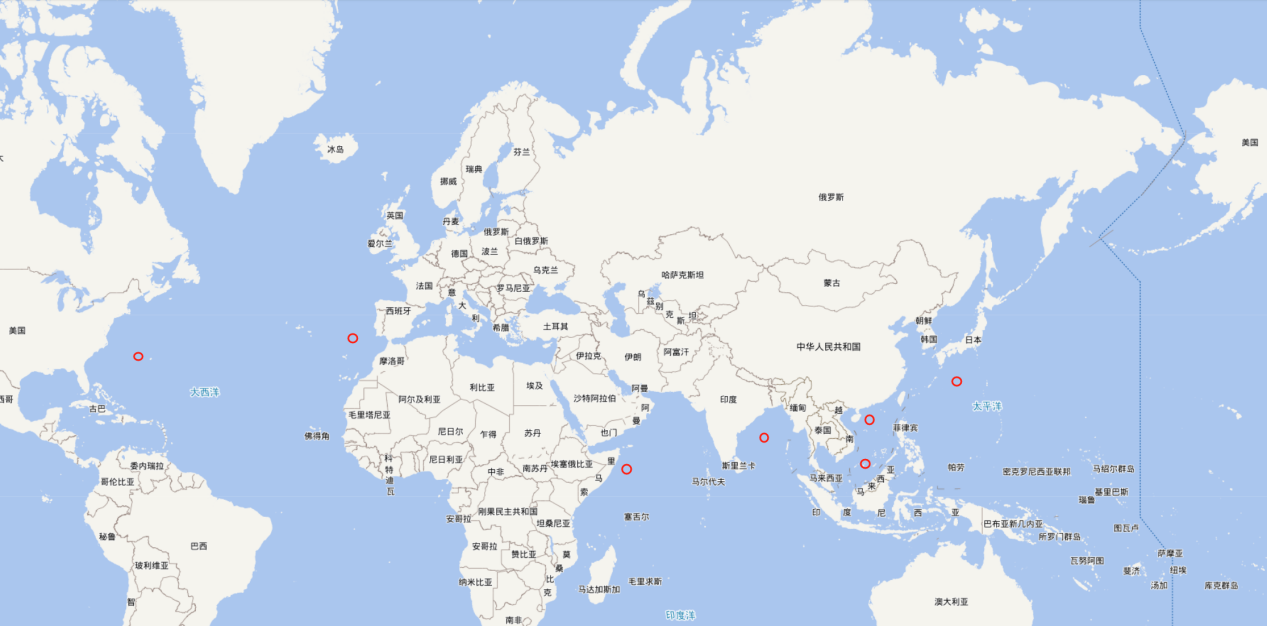 大
美国
冰岛
芬兰
瑞典
挪威
俄罗斯
英国
丹麦
爱尔兰
俄罗斯
白俄罗斯
德国
波兰
乌克兰
哈萨克斯坦
蒙古
法国
意大利
罗马尼亚
乌兹别克斯坦
西班牙
希腊
土耳其
朝鲜
韩国
日本
美国
中华人民共和国
摩洛哥
伊拉克
伊朗
阿富汗
大西洋
阿尔及利亚
利比亚
埃及
沙特阿拉伯
阿曼
阿曼
印度
缅甸
越南
太平洋
西哥
古巴
毛里塔尼亚
佛得角
尼日尔
乍得
苏丹
也门
泰国
菲律宾
委内瑞拉
哥伦比亚
科特迪瓦
尼日利亚
中非
南苏丹
埃塞俄比亚
索马里
斯里兰卡
马尔代夫
马来西亚
马来西亚
帕劳
密克罗尼西亚联邦
马绍尔群岛
基里巴斯
瑙鲁
安哥拉
刚果民主共和国
坦桑尼亚
塞舌尔
印度尼西亚
巴布亚新几内亚
所罗门群岛
图瓦卢
秘鲁
巴西
安哥拉
赞比亚
莫桑比克
玻利维亚
纳米比亚
马达加斯加
毛里求斯
瓦努阿图
萨摩亚
斐济
纽埃
汤加
库克群岛
智
南非
印度洋
澳大利亚